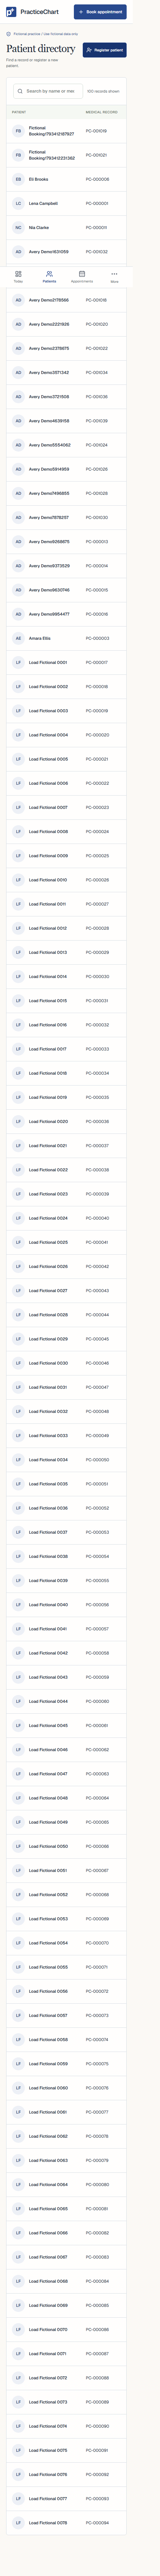 PracticeChart
Book appointment
Fictional practice / Use fictional data only.
Patient directory
Register patient
Find a record or register a new
patient.
Search by name or med
100 records shown
PATIENT MEDICAL RECORD
FB Fictional
Booking1793412187927 PC-001018
FB Fictional
Booking1793412231362 PC-001021
EB Eli Brooks PC-000006
LC Lena Campbell PC-000001
NC Nia Clarke PC-000011
AD Avery Demo1631059 PC-001032
Today Patients Appointments More
AD Avery Demo2178566 PC-001016
AD Avery Demo2221928 PC-001020
AD Avery Demo2378875 PC-001022
AD Avery Demo3571342 PC-001034
AD Avery Demo3721509 PC-001036
AD Avery Demo4639158 PC-001038
AD Avery Demo5554062 PC-001024
AD Avery Demo5914959 PC-001026
AD Avery Demo7498855 PC-001028
AD Avery Demo7878217 PC-001030
AD Avery Demo9268875 PC-000013
AD Avery Demo9373529 PC-000014
AD Avery Demo9630746 PC-000015
AD Avery Demo9954477 PC-000016
AE Amara Ellis PC-000003
LF Load Fictional 0001 PC-000017
LF Load Fictional 0002 PC-000018
LF Load Fictional 0003 PC-000019
LF Load Fictional 0004 PC-000020
LF Load Fictional 0005 PC-000021
LF Load Fictional 0006 PC-000022
LF Load Fictional 0007 PC-000023
LF Load Fictional 0008 PC-000024
LF Load Fictional 0009 PC-000025
LF Load Fictional 0010 PC-000026
LF Load Fictional 0011 PC-000027
LF Load Fictional 0012 PC-000028
LF Load Fictional 0013 PC-000029
LF Load Fictional 0014 PC-000030
LF Load Fictional 0015 PC-000031
LF Load Fictional 0016 PC-000032
LF Load Fictional 0017 PC-000033
LF Load Fictional 0018 PC-000034
LF Load Fictional 0019 PC-000035
LF Load Fictional 0020 PC-000036
LF Load Fictional 0021 PC-000037
LF Load Fictional 0022 PC-000038
LF Load Fictional 0023 PC-000039
LF Load Fictional 0024 PC-000040
LF Load Fictional 0025 PC-000041
LF Load Fictional 0026 PC-000042
LF Load Fictional 0027 PC-000043
LF Load Fictional 0028 PC-000044
LF Load Fictional 0029 PC-000045
LF Load Fictional 0030 PC-000046
LF Load Fictional 0031 PC-000047
LF Load Fictional 0032 PC-000048
LF Load Fictional 0033 PC-000049
LF Load Fictional 0034 PC-000050
LF Load Fictional 0035 PC-000051
LF Load Fictional 0036 PC-000052
LF Load Fictional 0037 PC-000053
LF Load Fictional 0038 PC-000054
LF Load Fictional 0039 PC-000055
LF Load Fictional 0040 PC-000056
LF Load Fictional 0041 PC-000057
LF Load Fictional 0042 PC-000058
LF Load Fictional 0043 PC-000059
LF Load Fictional 0044 PC-000060
LF Load Fictional 0045 PC-000061
LF Load Fictional 0046 PC-000062
LF Load Fictional 0047 PC-000063
LF Load Fictional 0048 PC-000064
LF Load Fictional 0049 PC-000065
LF Load Fictional 0050 PC-000066
LF Load Fictional 0051 PC-000067
LF Load Fictional 0052 PC-000068
LF Load Fictional 0053 PC-000069
LF Load Fictional 0054 PC-000070
LF Load Fictional 0055 PC-000071
LF Load Fictional 0056 PC-000072
LF Load Fictional 0057 PC-000073
LF Load Fictional 0058 PC-000074
LF Load Fictional 0059 PC-000075
LF Load Fictional 0060 PC-000076
LF Load Fictional 0061 PC-000077
LF Load Fictional 0062 PC-000078
LF Load Fictional 0063 PC-000079
LF Load Fictional 0064 PC-000080
LF Load Fictional 0065 PC-000081
LF Load Fictional 0066 PC-000082
LF Load Fictional 0067 PC-000083
LF Load Fictional 0068 PC-000084
LF Load Fictional 0069 PC-000085
LF Load Fictional 0070 PC-000086
LF Load Fictional 0071 PC-000087
LF Load Fictional 0072 PC-000088
LF Load Fictional 0073 PC-000089
LF Load Fictional 0074 PC-000090
LF Load Fictional 0075 PC-000091
LF Load Fictional 0076 PC-000092
LF Load Fictional 0077 PC-000093
LF Load Fictional 0078 PC-000094